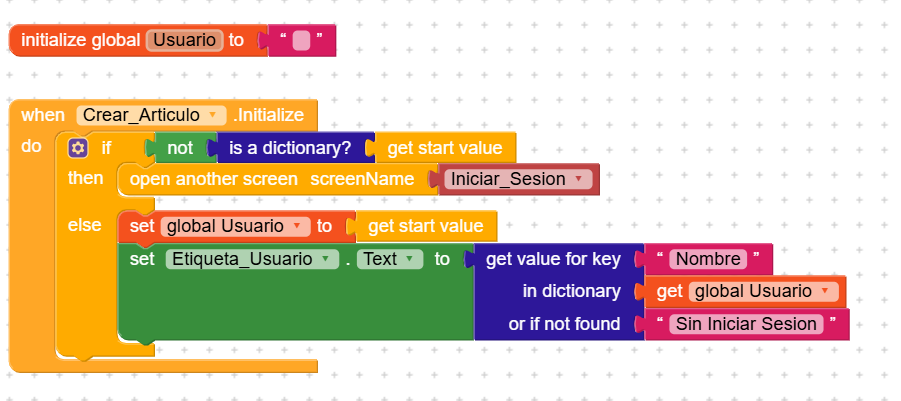 initialize global Usuario to “ ”
when Crear_Articulo .Initialize
do if not is a dictionary? get start value
then open another screen screenName Iniciar_Sesion
else set global Usuario to get start value
set Etiqueta_Usuario . Text to get value for key “ Nombre ”
in dictionary get global Usuario
or if not found “ Sin Iniciar Sesion ”